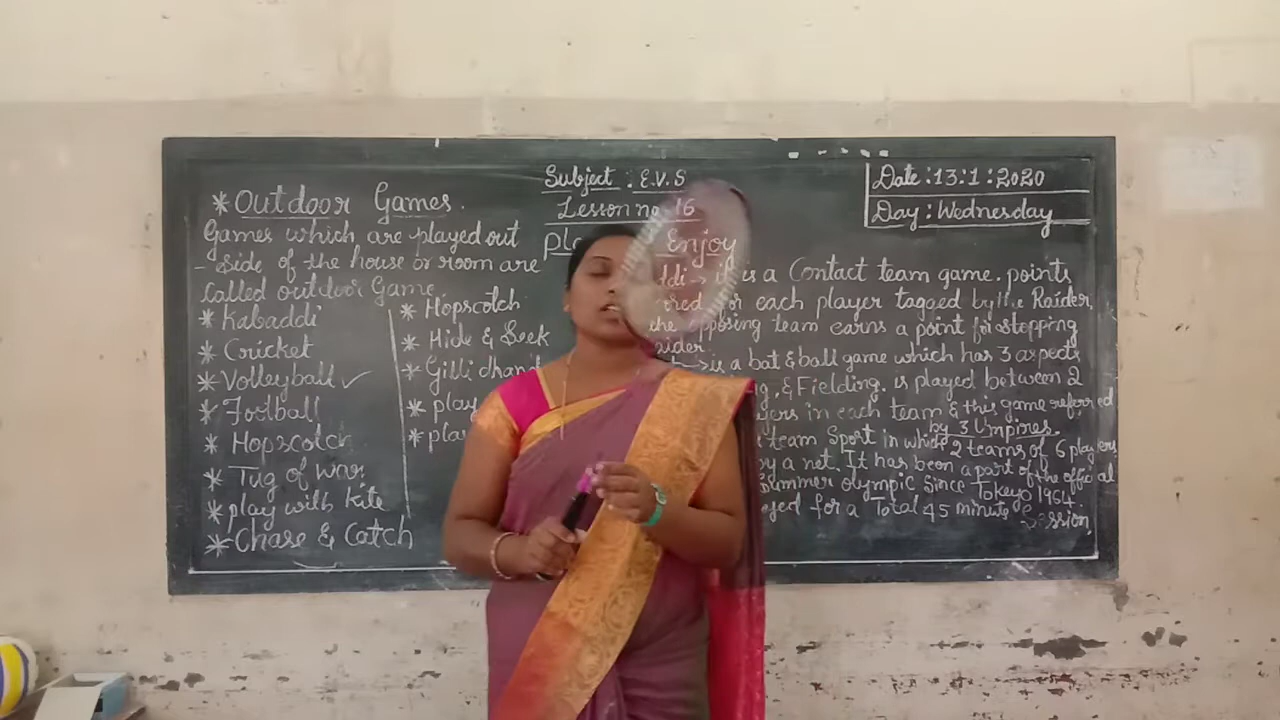 Subject : E.V.S
Lesson no 16
Enjoy
Date : 13:1:2020
Day : Wednesday
* Outdoor Games.
Games which are played out
- side of the house or room are
called outdoor Game.
* Kabaddi
* Cricket
* Volleyball ✓
* Football
* Hopscotch
* Tug of war
* play with kite
* Chase & Catch
* Hopscotch
* Hide & Seek
* Gilli
* play
is a Contact team game. points
for each player tagged by the Raider
the opposing team earns a point for stopping
is a bat & ball game which has 3 aspects
& Fielding. is played between 2
in each team & this game referred
by 3 Umpires.
team Sport in which 2 teams of 6 players
by a net. It has been a part of the official
Summer olympic Since Tokyo 1964
for a Total 45 minute Session